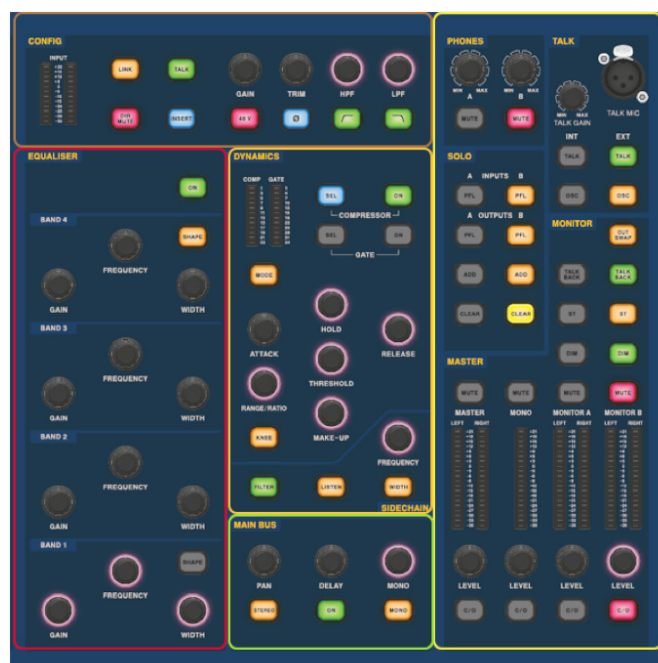 CONFIG
INPUT
LINK
TALK
GAIN
TRIM
HPF
LPF
DIR MUTE
INSERT
48 V
Ø
EQUALISER
ON
BAND 4
SHAPE
FREQUENCY
GAIN
WIDTH
BAND 3
FREQUENCY
GAIN
WIDTH
BAND 2
FREQUENCY
GAIN
WIDTH
BAND 1
SHAPE
FREQUENCY
GAIN
WIDTH
DYNAMICS
COMP GATE
SEL
ON
COMPRESSOR
SEL
ON
GATE
MODE
HOLD
ATTACK
RELEASE
THRESHOLD
RANGE/RATIO
MAKE-UP
KNEE
FREQUENCY
FILTER
LISTEN
WIDTH
SIDECHAIN
MAIN BUS
PAN
DELAY
MONO
STEREO
ON
MONO
PHONES
MIN MAX
MIN MAX
A
B
MUTE
MUTE
SOLO
A INPUTS B
PFL
PFL
A OUTPUTS B
PFL
PFL
ADD
ADD
CLEAR
CLEAR
TALK
MIN MAX
TALK GAIN
TALK MIC
INT
EXT
TALK
TALK
OSC
OSC
MONITOR
OUT SWAP
TALK BACK
TALK BACK
ST
ST
DIM
DIM
MASTER
MUTE
MUTE
MUTE
MUTE
MASTER
MONO
MONITOR A
MONITOR B
LEFT RIGHT
LEFT RIGHT
LEFT RIGHT
LEVEL
LEVEL
LEVEL
LEVEL
C/O
C/O
C/O
C/O